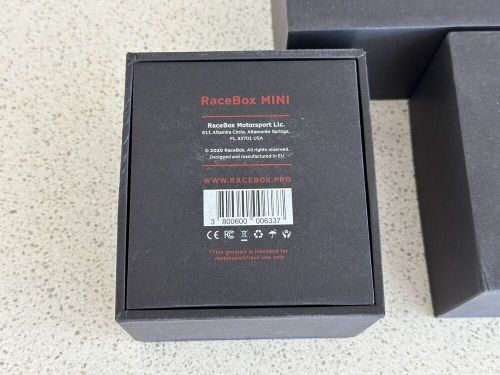 RaceBox MINI
RaceBox Motorsport Llc.
611 Altamira Circle, Altamonte Springs,
FL 32701 USA
© 2020 RaceBox. All rights reserved.
Designed and manufactured in EU
WWW.RACEBOX.PRO
3 800600 006337
CE FC
*This product is intended for
motorsport/race use only